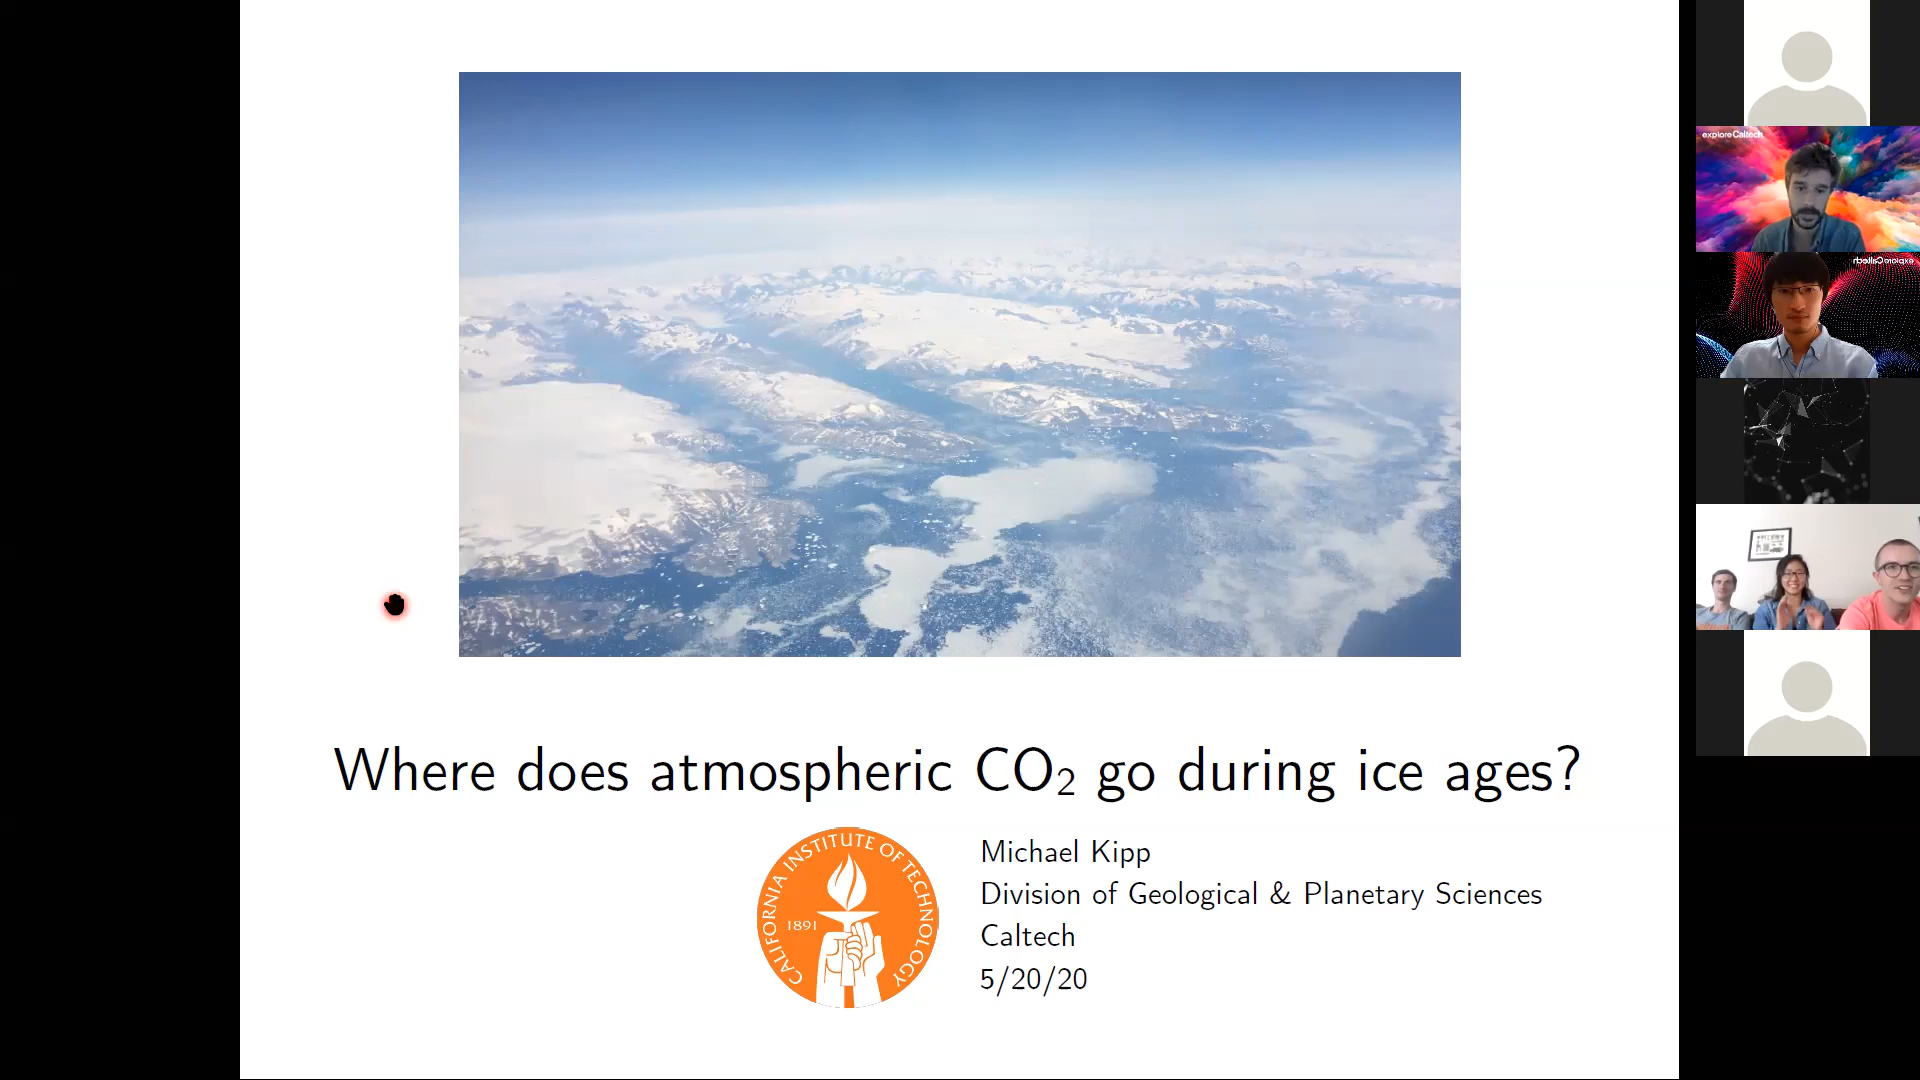 Where does atmospheric CO₂ go during ice ages?
CALIFORNIA INSTITUTE OF TECHNOLOGY
1891
Michael Kipp
Division of Geological & Planetary Sciences
Caltech
5/20/20
exploreCaltech
exploreCaltech